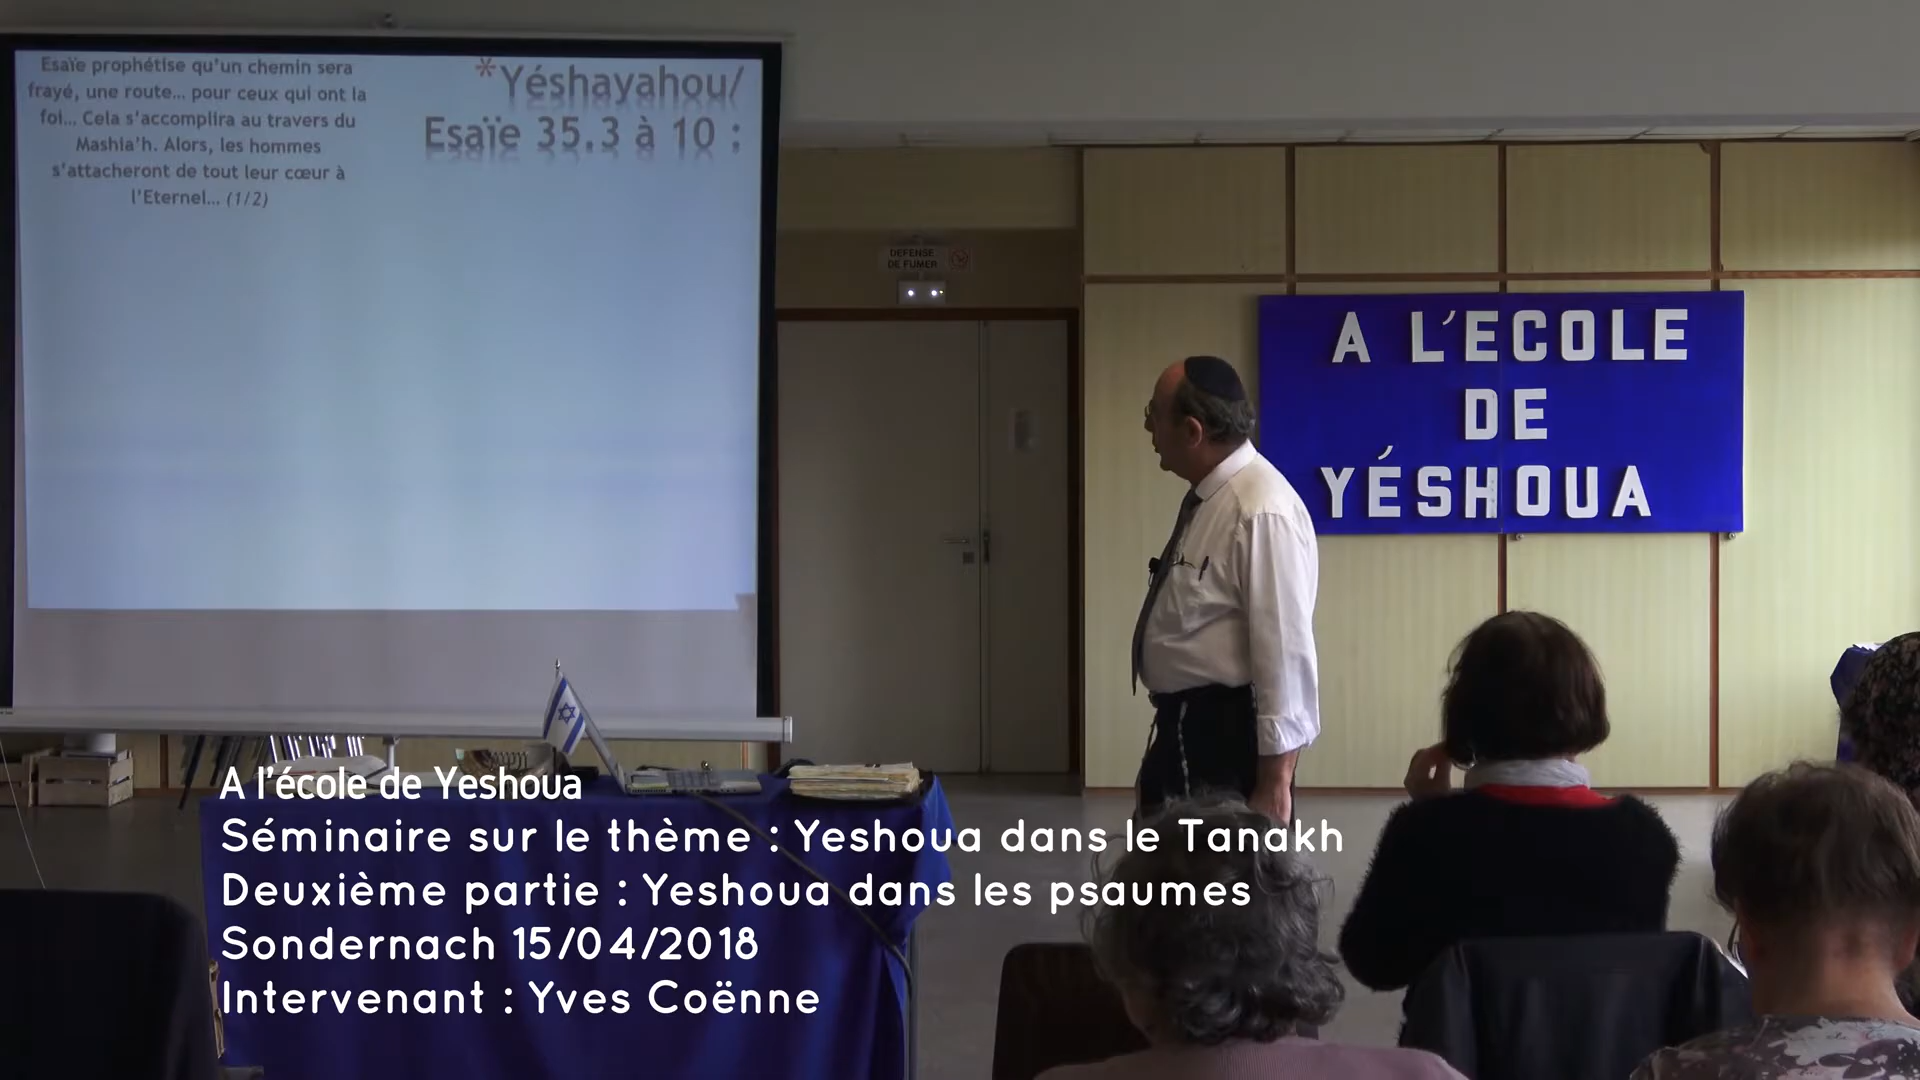 Esaïe prophétise qu'un chemin sera
frayé, une route... pour ceux qui ont la
foi... Cela s'accomplira au travers du
Mashia'h. Alors, les hommes
s'attacheront de tout leur cœur à
l'Eternel... (1/2)
*Yéshayahou/
Esaïe 35.3 à 10 :
DEFENSE
DE FUMER
A L'ECOLE
DE
YÉSHOUA
A l'école de Yeshoua
Séminaire sur le thème : Yeshoua dans le Tanakh
Deuxième partie : Yeshoua dans les psaumes
Sondernach 15/04/2018
Intervenant : Yves Coënne